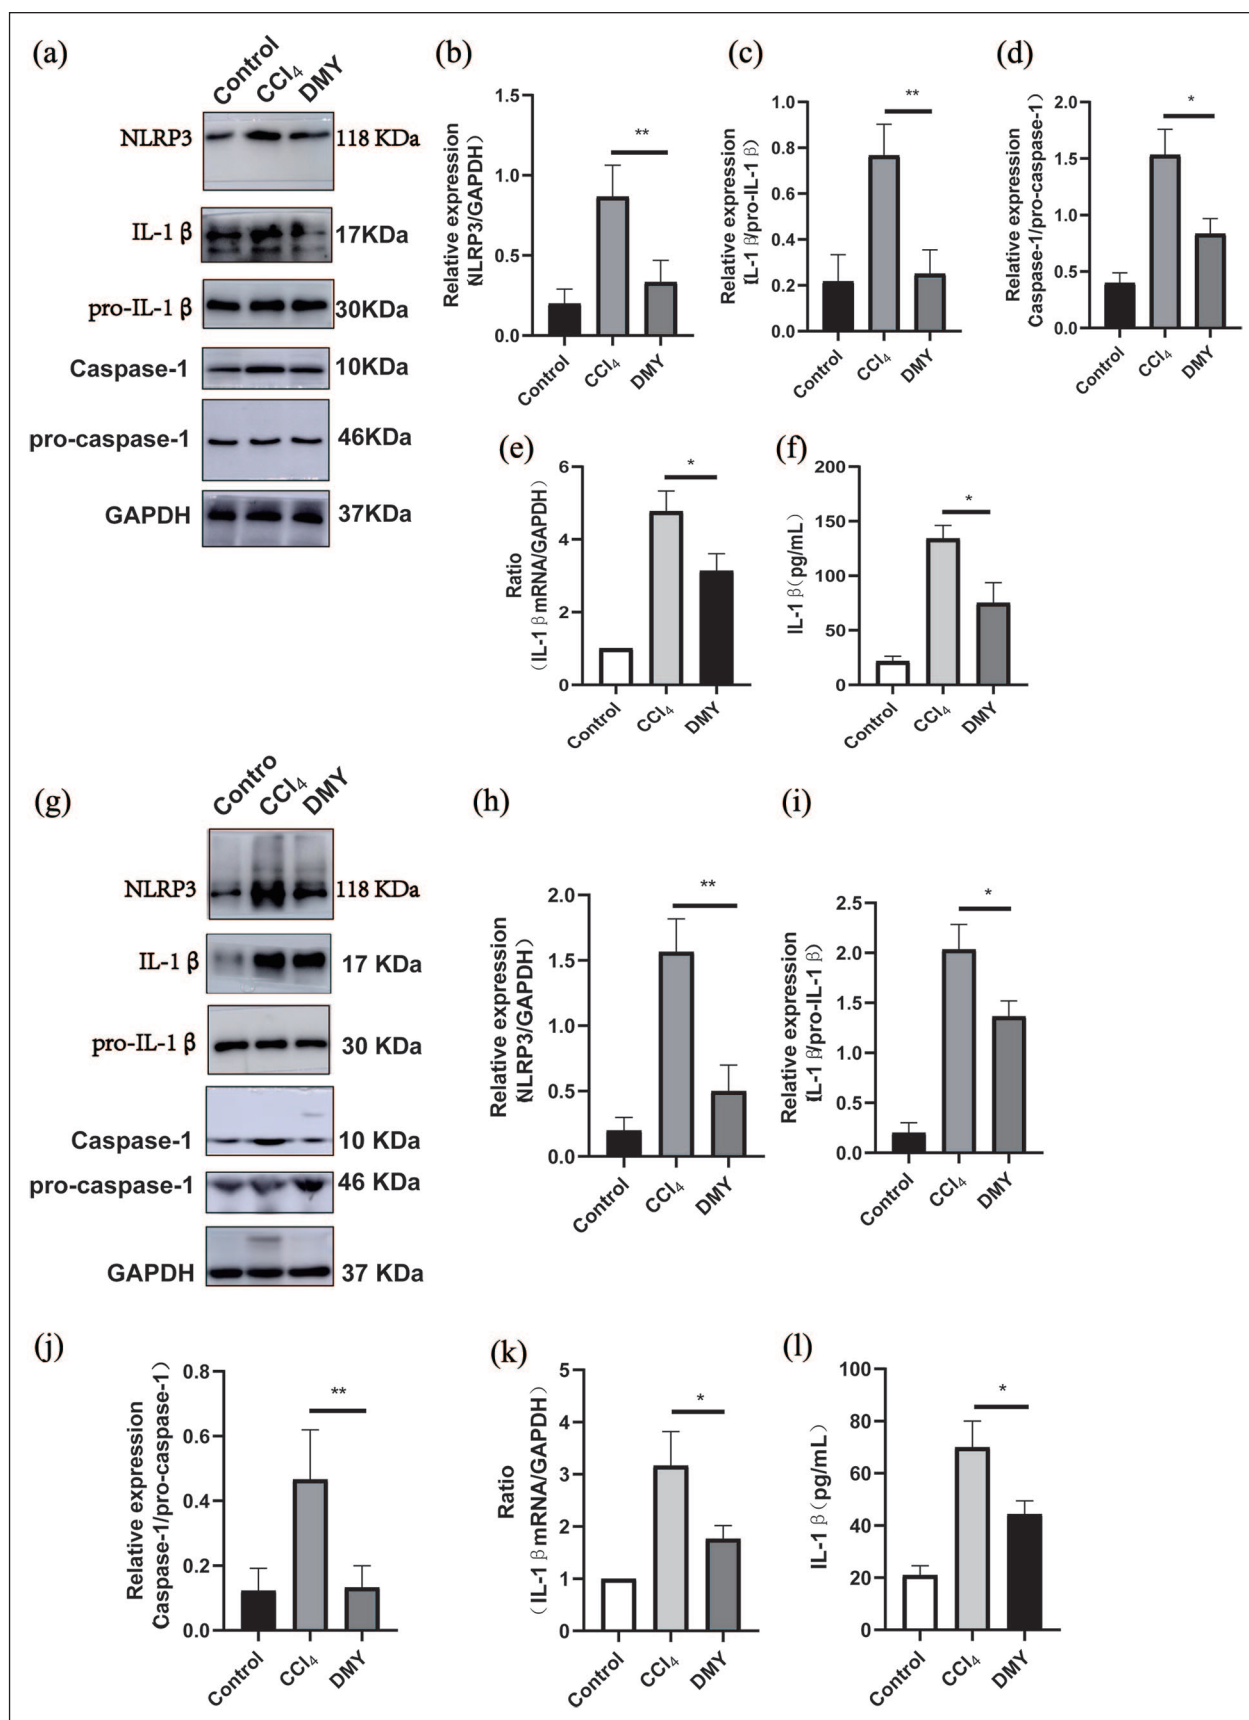 (a)
Control CCl4 DMY
NLRP3 118 KDa
IL-1 β 17KDa
pro-IL-1 β 30KDa
Caspase-1 10KDa
pro-caspase-1 46KDa
GAPDH 37KDa
(b)
Relative expression
(NLRP3/GAPDH)
1.5
1.0
0.5
0.0
**
Control CCl4 DMY
(c)
Relative expression
(IL-1 β/pro-IL-1 β)
1.0
0.8
0.6
0.4
0.2
0.0
**
Control CCl4 DMY
(d)
Relative expression
Caspase-1/pro-caspase-1)
2.0
1.5
1.0
0.5
0.0
*
Control CCl4 DMY
(e)
Ratio
(IL-1 β mRNA/GAPDH)
6
4
2
0
*
Control CCl4 DMY
(f)
IL-1 β(pg/mL)
200
150
100
50
0
*
Control CCl4 DMY
(g)
Contro CCl4 DMY
NLRP3 118 KDa
IL-1 β 17 KDa
pro-IL-1 β 30 KDa
Caspase-1 10 KDa
pro-caspase-1 46 KDa
GAPDH 37 KDa
(h)
Relative expression
(NLRP3/GAPDH)
2.0
1.5
1.0
0.5
0.0
**
Control CCl4 DMY
(i)
Relative expression
(IL-1 β/pro-IL-1 β)
2.5
2.0
1.5
1.0
0.5
0.0
*
Control CCl4 DMY
(j)
Relative expression
Caspase-1/pro-caspase-1)
0.8
0.6
0.4
0.2
0.0
**
Control CCl4 DMY
(k)
Ratio
(IL-1 β mRNA/GAPDH)
5
4
3
2
1
0
*
Control CCl4 DMY
(l)
IL-1 β(pg/mL)
100
80
60
40
20
0
*
Control CCl4 DMY